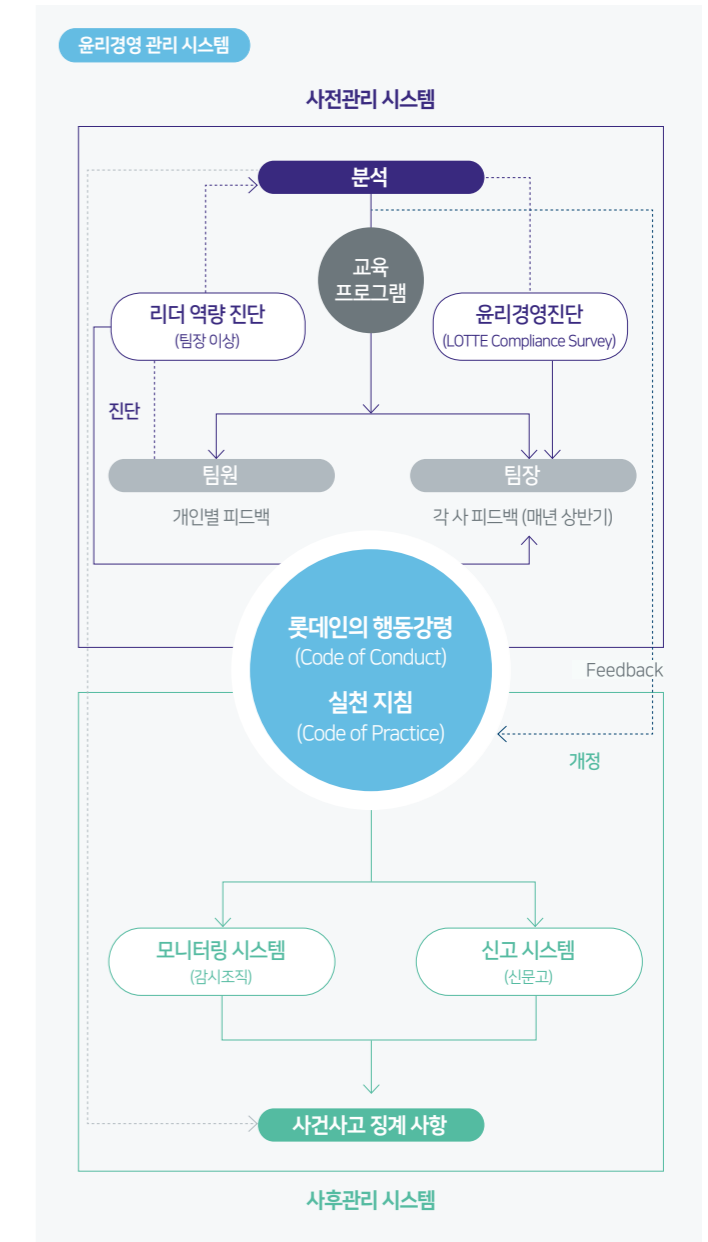 윤리경영 관리 시스템
사전관리 시스템
분석
교육
프로그램
리더 역량 진단
(팀장 이상)
윤리경영진단
(LOTTE Compliance Survey)
진단
팀원
팀장
개인별 피드백
각 사 피드백 (매년 상반기)
롯데인의 행동강령
(Code of Conduct)
실천 지침
(Code of Practice)
Feedback
개정
모니터링 시스템
(감시조직)
신고 시스템
(신문고)
사건사고 징계 사항
사후관리 시스템